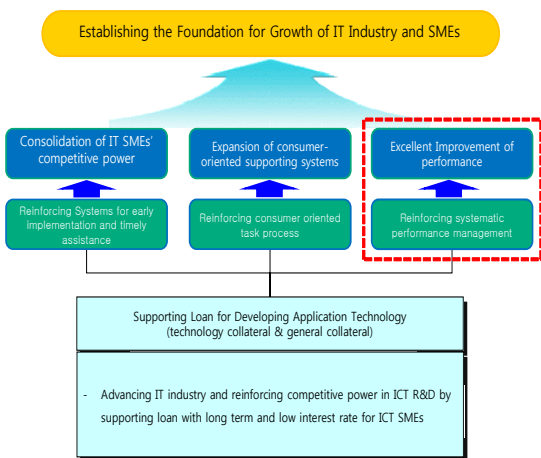 Establishing the Foundation for Growth of IT Industry and SMEs
Consolidation of IT SMEs'
competitive power
Expansion of consumer-
oriented supporting systems
Excellent Improvement of
performance
Reinforcing Systems for early
implementation and timely
assistance
Reinforcing consumer oriented
task process
Reinforcing systematic
performance management
Supporting Loan for Developing Application Technology
(technology collateral & general collateral)
- Advancing IT industry and reinforcing competitive power in ICT R&D by
supporting loan with long term and low interest rate for ICT SMEs